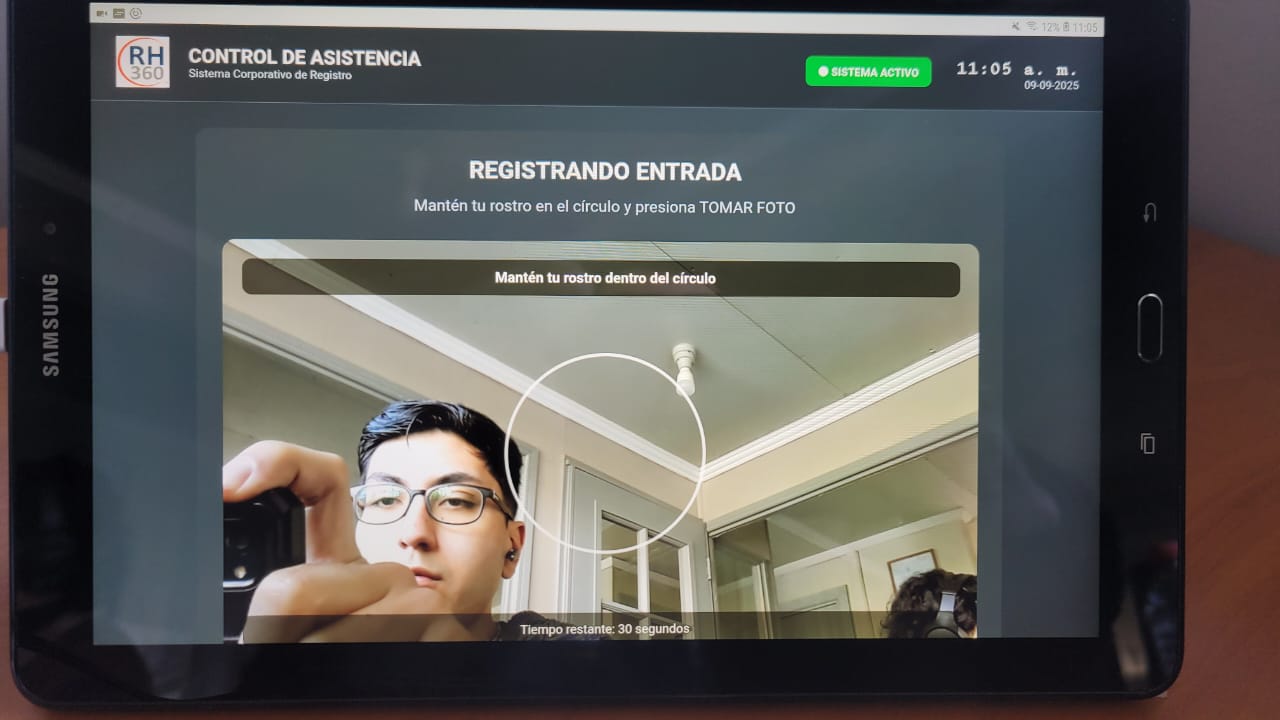 12% 11:05
RH
360
CONTROL DE ASISTENCIA
Sistema Corporativo de Registro
SISTEMA ACTIVO
11:05 a. m.
09-09-2025
REGISTRANDO ENTRADA
Mantén tu rostro en el círculo y presiona TOMAR FOTO
Mantén tu rostro dentro del círculo
Tiempo restante: 30 segundos
SAMSUNG